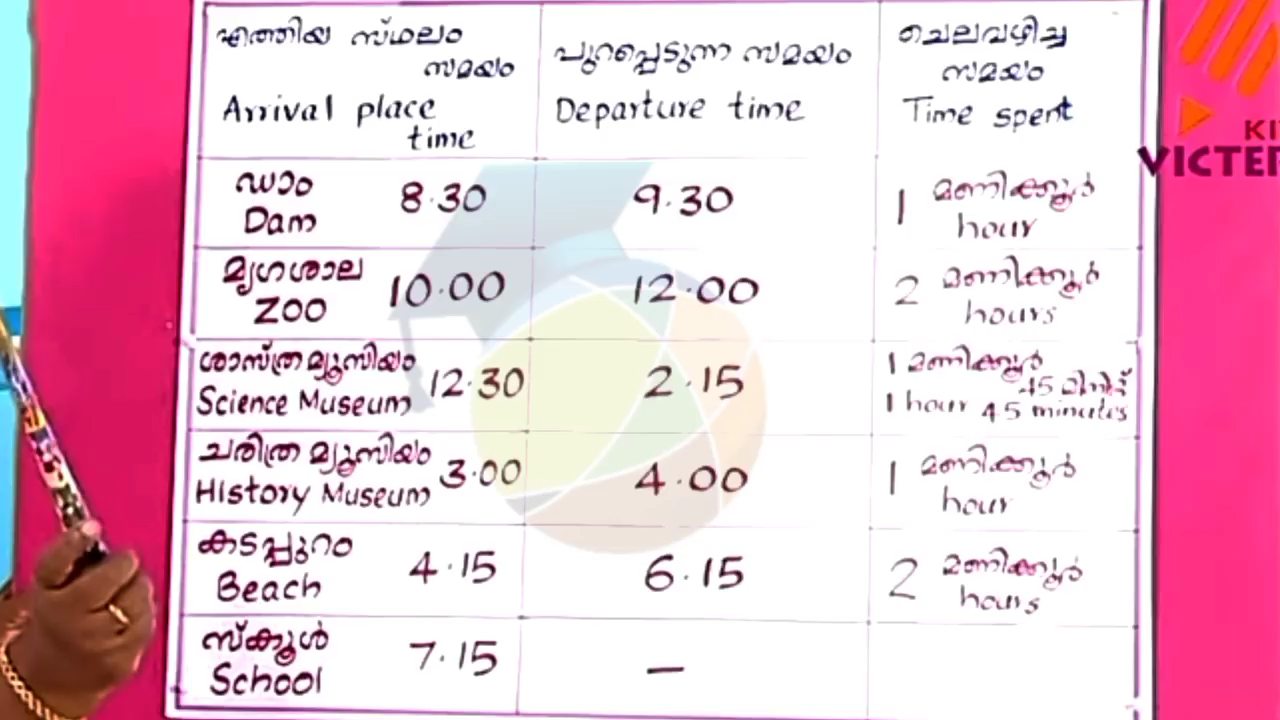 എത്തിയ സ്ഥലം
സമയം
Arrival place
time
പുറപ്പെടുന്ന സമയം
Departure time
ചെലവഴിച്ച
സമയം
Time spent
ഡാം
Dam
8.30
9.30
1 മണിക്കൂർ
hour
മൃഗശാല
ZOO
10.00
12.00
2 മണിക്കൂർ
hours
ശാസ്ത്ര മ്യൂസിയം
Science Museum
12.30
2.15
1 മണിക്കൂർ
45 മിനിട്ട്
1 hour 45 minutes
ചരിത്ര മ്യൂസിയം
History Museum
3.00
4.00
1 മണിക്കൂർ
hour
കടപ്പുറം
Beach
4.15
6.15
2 മണിക്കൂർ
hours
സ്കൂൾ
School
7.15
—